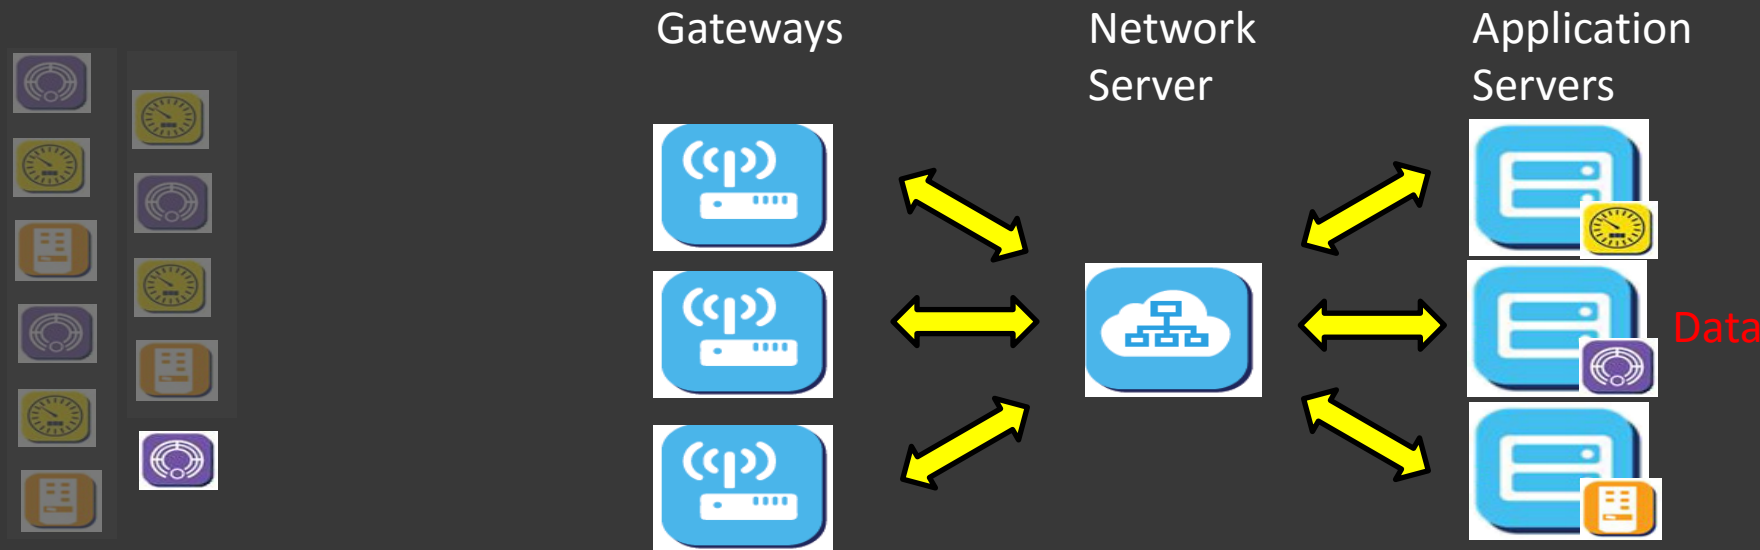 Gateways
Network
Server
Application
Servers
Data